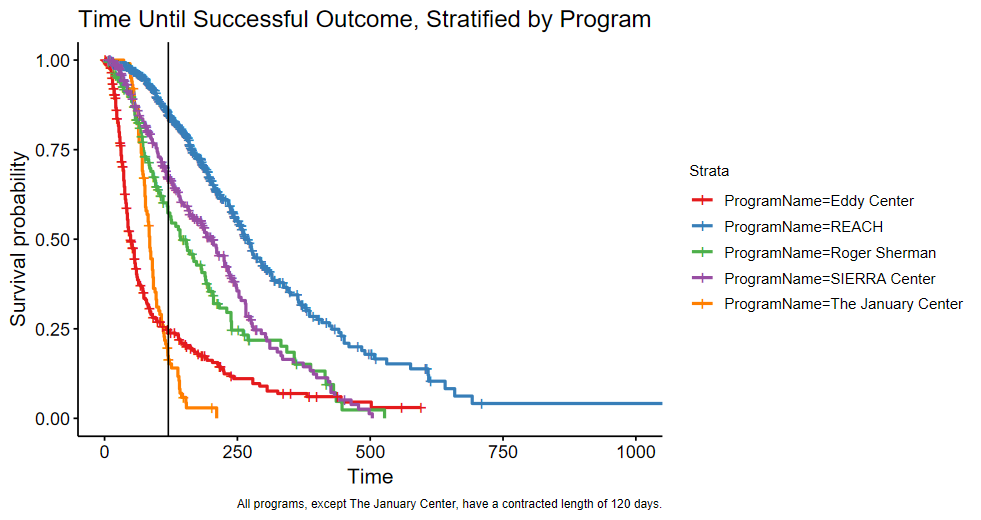 Time Until Successful Outcome, Stratified by Program
1.00
0.75
0.50
0.25
0.00
Survival probability
0
250
500
750
1000
Time
Strata
ProgramName=Eddy Center
ProgramName=REACH
ProgramName=Roger Sherman
ProgramName=SIERRA Center
ProgramName=The January Center
All programs, except The January Center, have a contracted length of 120 days.